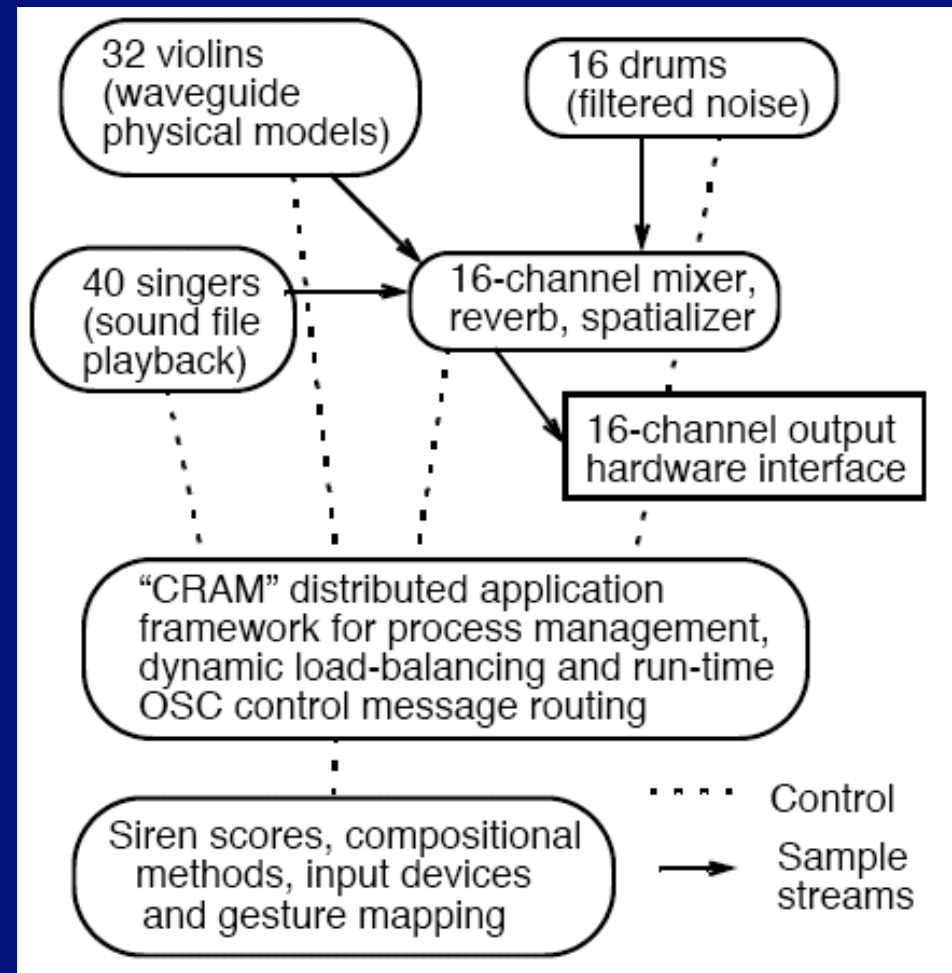 32 violins
(waveguide
physical models)
16 drums
(filtered noise)
40 singers
(sound file
playback)
16-channel mixer,
reverb, spatializer
16-channel output
hardware interface
“CRAM” distributed application
framework for process management,
dynamic load-balancing and run-time
OSC control message routing
Siren scores, compositional
methods, input devices
and gesture mapping
Control
Sample
streams